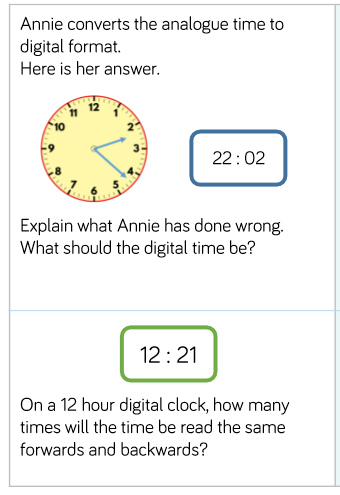 Annie converts the analogue time to
digital format.
Here is her answer.
12
11
1
10
2
9
3
8
4
7
5
6
22 : 02
Explain what Annie has done wrong.
What should the digital time be?
12 : 21
On a 12 hour digital clock, how many
times will the time be read the same
forwards and backwards?